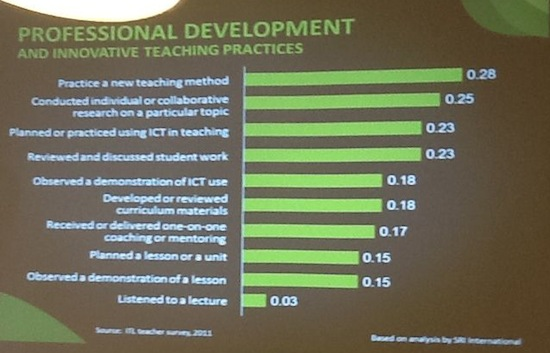 PROFESSIONAL DEVELOPMENT
AND INNOVATIVE TEACHING PRACTICES
Practice a new teaching method 0.28
Conducted individual or collaborative
research on a particular topic 0.25
Planned or practiced using ICT in teaching 0.23
Reviewed and discussed student work 0.23
Observed a demonstration of ICT use 0.18
Developed or reviewed
curriculum materials 0.18
Received or delivered one-on-one
coaching or mentoring 0.17
Planned a lesson or a unit 0.15
Observed a demonstration of a lesson 0.15
Listened to a lecture 0.03
Source: ITL teacher survey, 2011
Based on analysis by SRI International